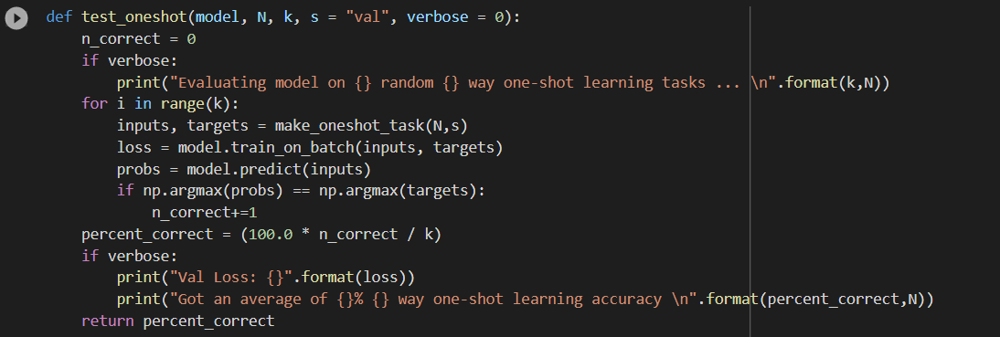 def test_oneshot(model, N, k, s = "val", verbose = 0):
    n_correct = 0
    if verbose:
        print("Evaluating model on {} random {} way one-shot learning tasks ... \n".format(k,N))
    for i in range(k):
        inputs, targets = make_oneshot_task(N,s)
        loss = model.train_on_batch(inputs, targets)
        probs = model.predict(inputs)
        if np.argmax(probs) == np.argmax(targets):
            n_correct+=1
    percent_correct = (100.0 * n_correct / k)
    if verbose:
        print("Val Loss: {}".format(loss))
        print("Got an average of {}% {} way one-shot learning accuracy \n".format(percent_correct,N))
    return percent_correct